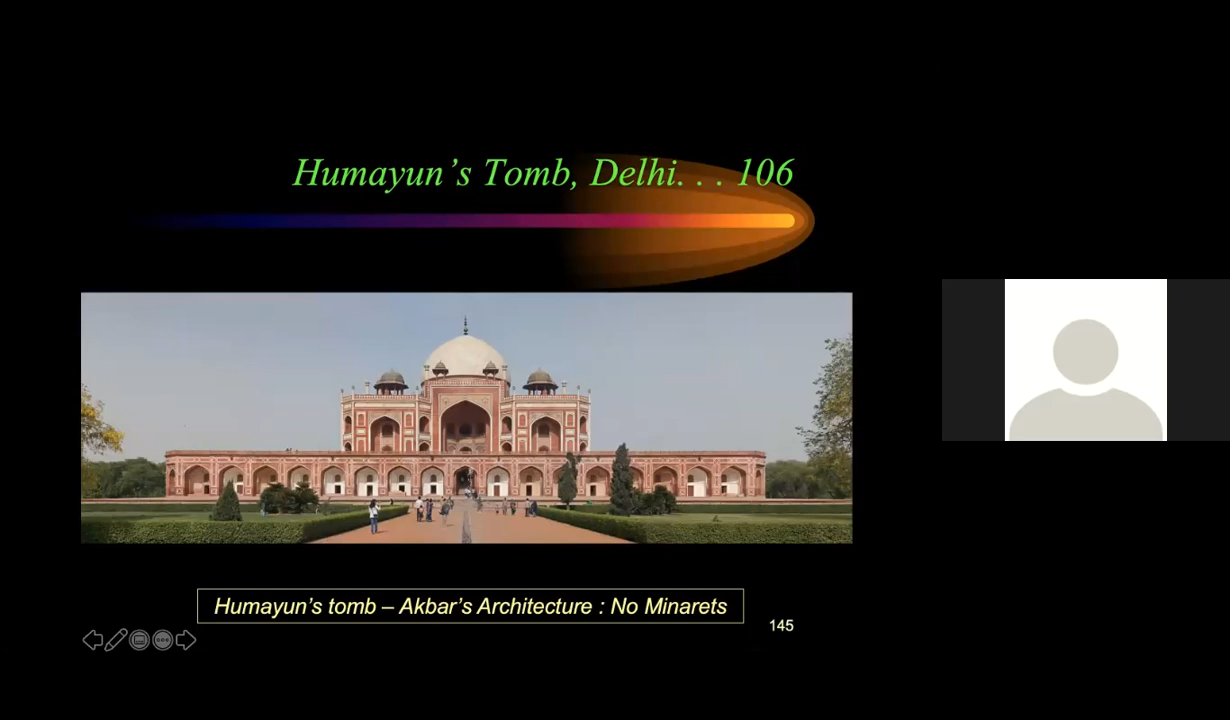 Humayun’s Tomb, Delhi. . . 106
Humayun’s tomb – Akbar’s Architecture : No Minarets
145